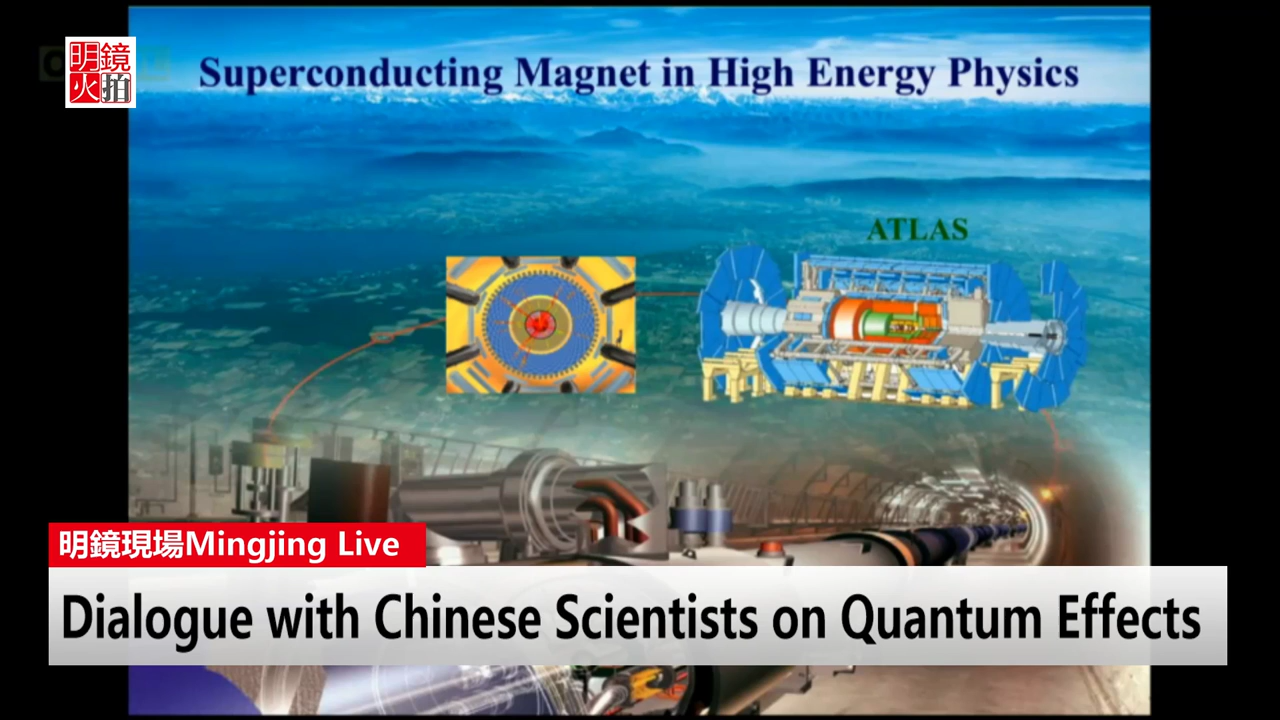 明鏡
火拍
Superconducting Magnet in High Energy Physics
ATLAS
明鏡現場Mingjing Live
Dialogue with Chinese Scientists on Quantum Effects